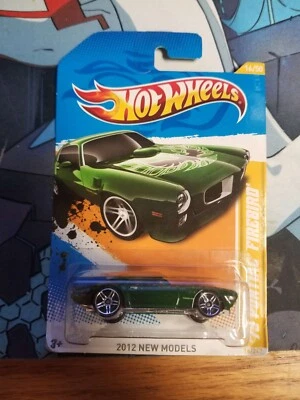 HOT WHEELS
'73 PONTIAC FIREBIRD
2012 NEW MODELS